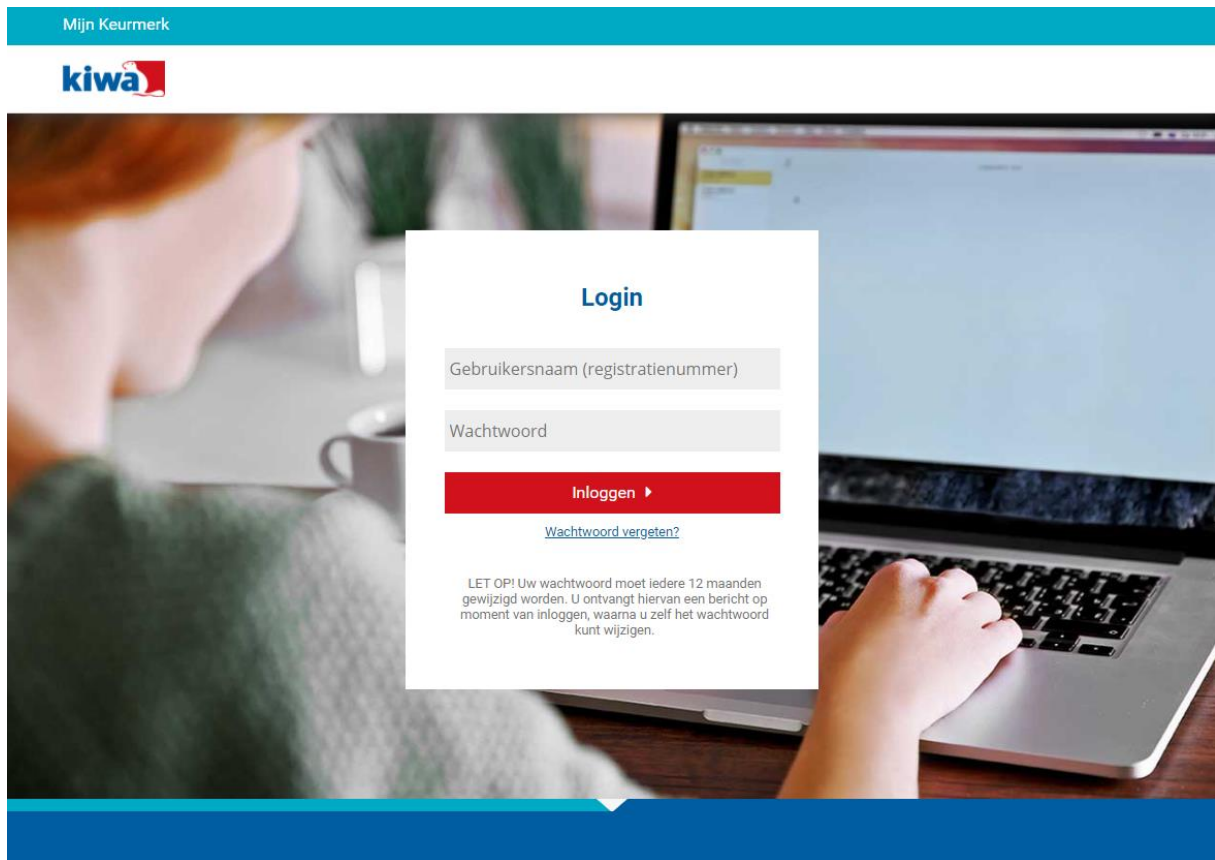 Mijn Keurmerk
kiwa
Login
Gebruikersnaam (registratienummer)
Wachtwoord
Inloggen
Wachtwoord vergeten?
LET OP! Uw wachtwoord moet iedere 12 maanden
gewijzigd worden. U ontvangt hiervan een bericht op
moment van inloggen, waarna u zelf het wachtwoord
kunt wijzigen.